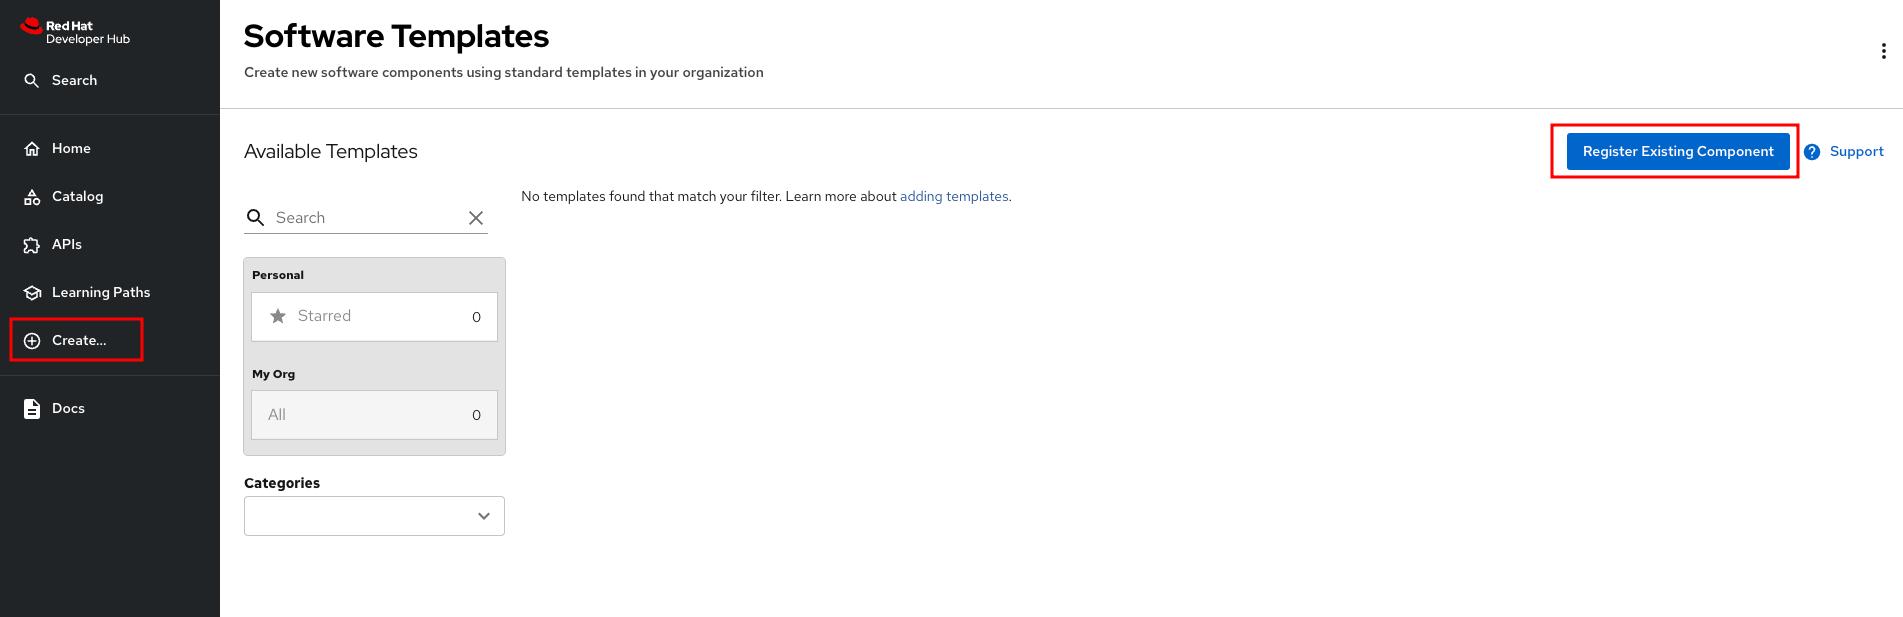 Red Hat
Developer Hub
Search
Home
Catalog
APIs
Learning Paths
Create...
Docs
Software Templates
Create new software components using standard templates in your organization
Available Templates
Register Existing Component
Support
Search
No templates found that match your filter. Learn more about adding templates.
Personal
Starred 0
My Org
All 0
Categories